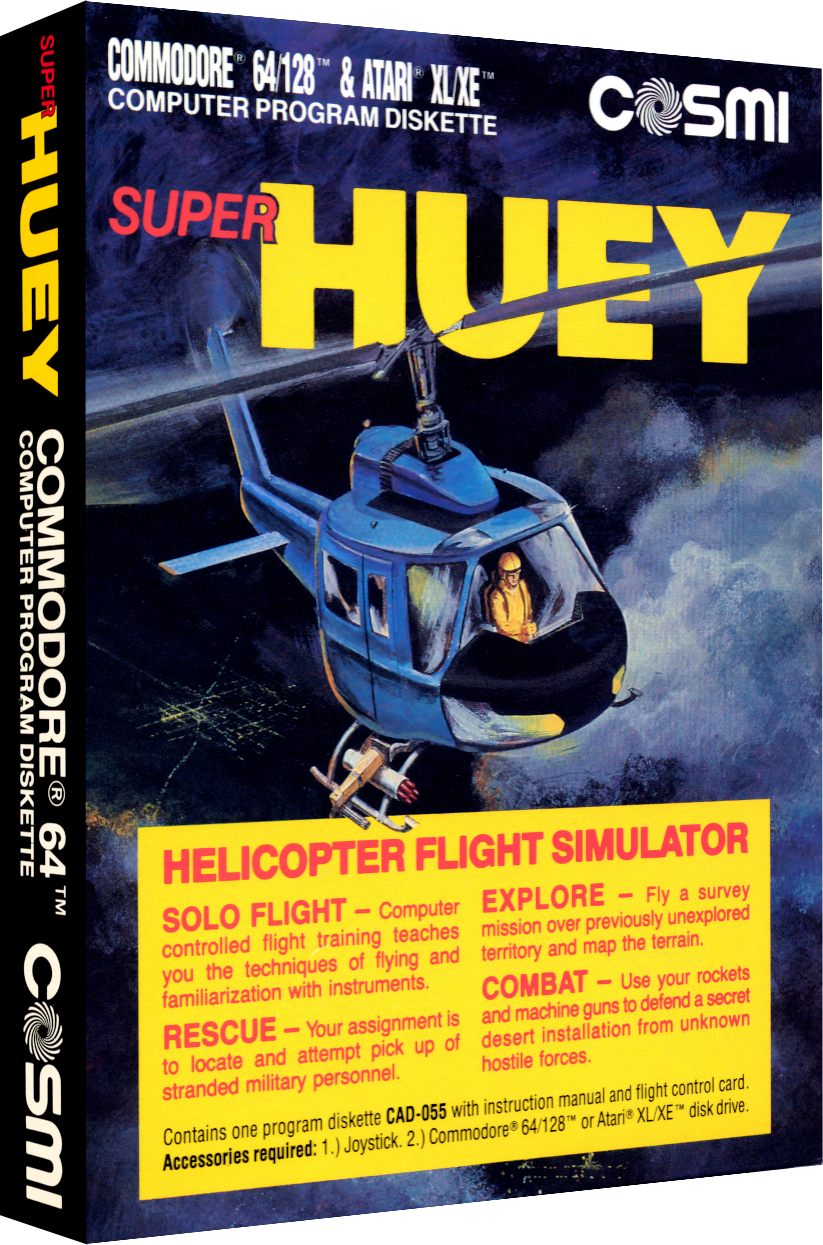 SUPER HUEY COMMODORE® 64™ COSMI
COMPUTER PROGRAM DISKETTE
COMMODORE® 64/128™ & ATARI® XL/XE™
COMPUTER PROGRAM DISKETTE
COSMI
SUPER HUEY
HELICOPTER FLIGHT SIMULATOR
SOLO FLIGHT – Computer
controlled flight training teaches
you the techniques of flying and
familiarization with instruments.
RESCUE – Your assignment is
to locate and attempt pick up of
stranded military personnel.
EXPLORE – Fly a survey
mission over previously unexplored
territory and map the terrain.
COMBAT – Use your rockets
and machine guns to defend a secret
desert installation from unknown
hostile forces.
Contains one program diskette CAD-055 with instruction manual and flight control card.
Accessories required: 1.) Joystick. 2.) Commodore® 64/128™ or Atari® XL/XE™ disk drive.